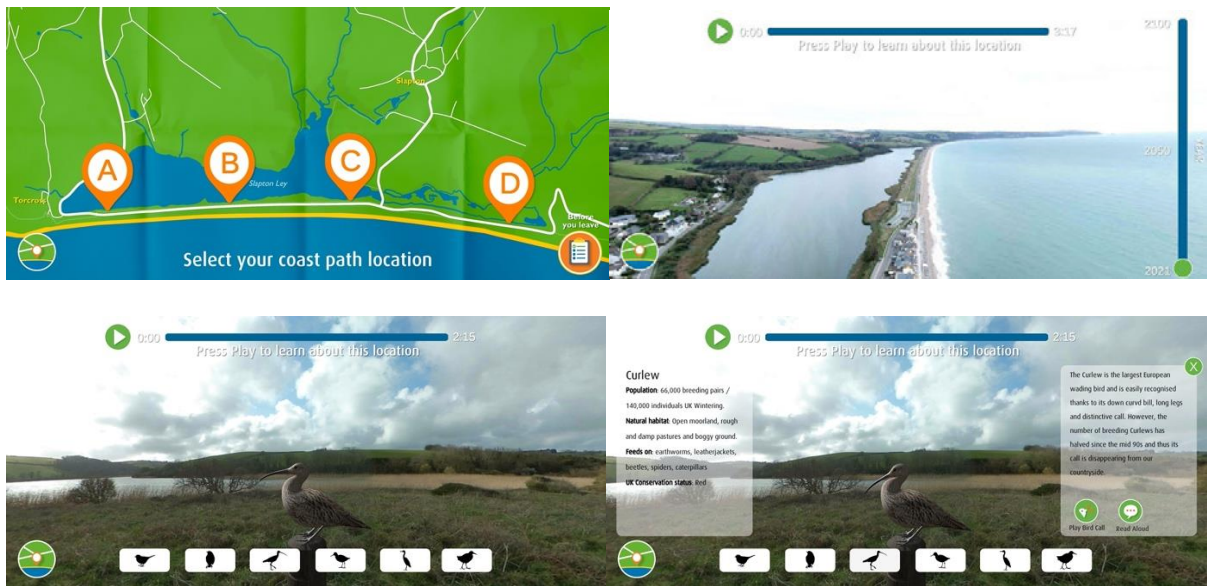 Slapton
A
B
C
D
Slapton Ley
Torcross
Before
you leave
Select your coast path location
0:00
3:17
2100
Press Play to learn about this location
2050
YEAR
2021
0:00
2:15
Press Play to learn about this location
0:00
2:15
Press Play to learn about this location
Curlew
Population: 66,000 breeding pairs /
140,000 individuals UK Wintering.
Natural habitat: Open moorland, rough
and damp pastures and boggy ground.
Feeds on: earthworms, leatherjackets,
beetles, spiders, caterpillars
UK Conservation status: Red
X
The Curlew is the largest European
wading bird and is easily recognised
thanks to its down curvd bill, long legs
and distinctive call. However, the
number of breeding Curlews has
halved since the mid 90s and thus its
call is disappearing from our
countryside.
Play Bird Call
Read Aloud